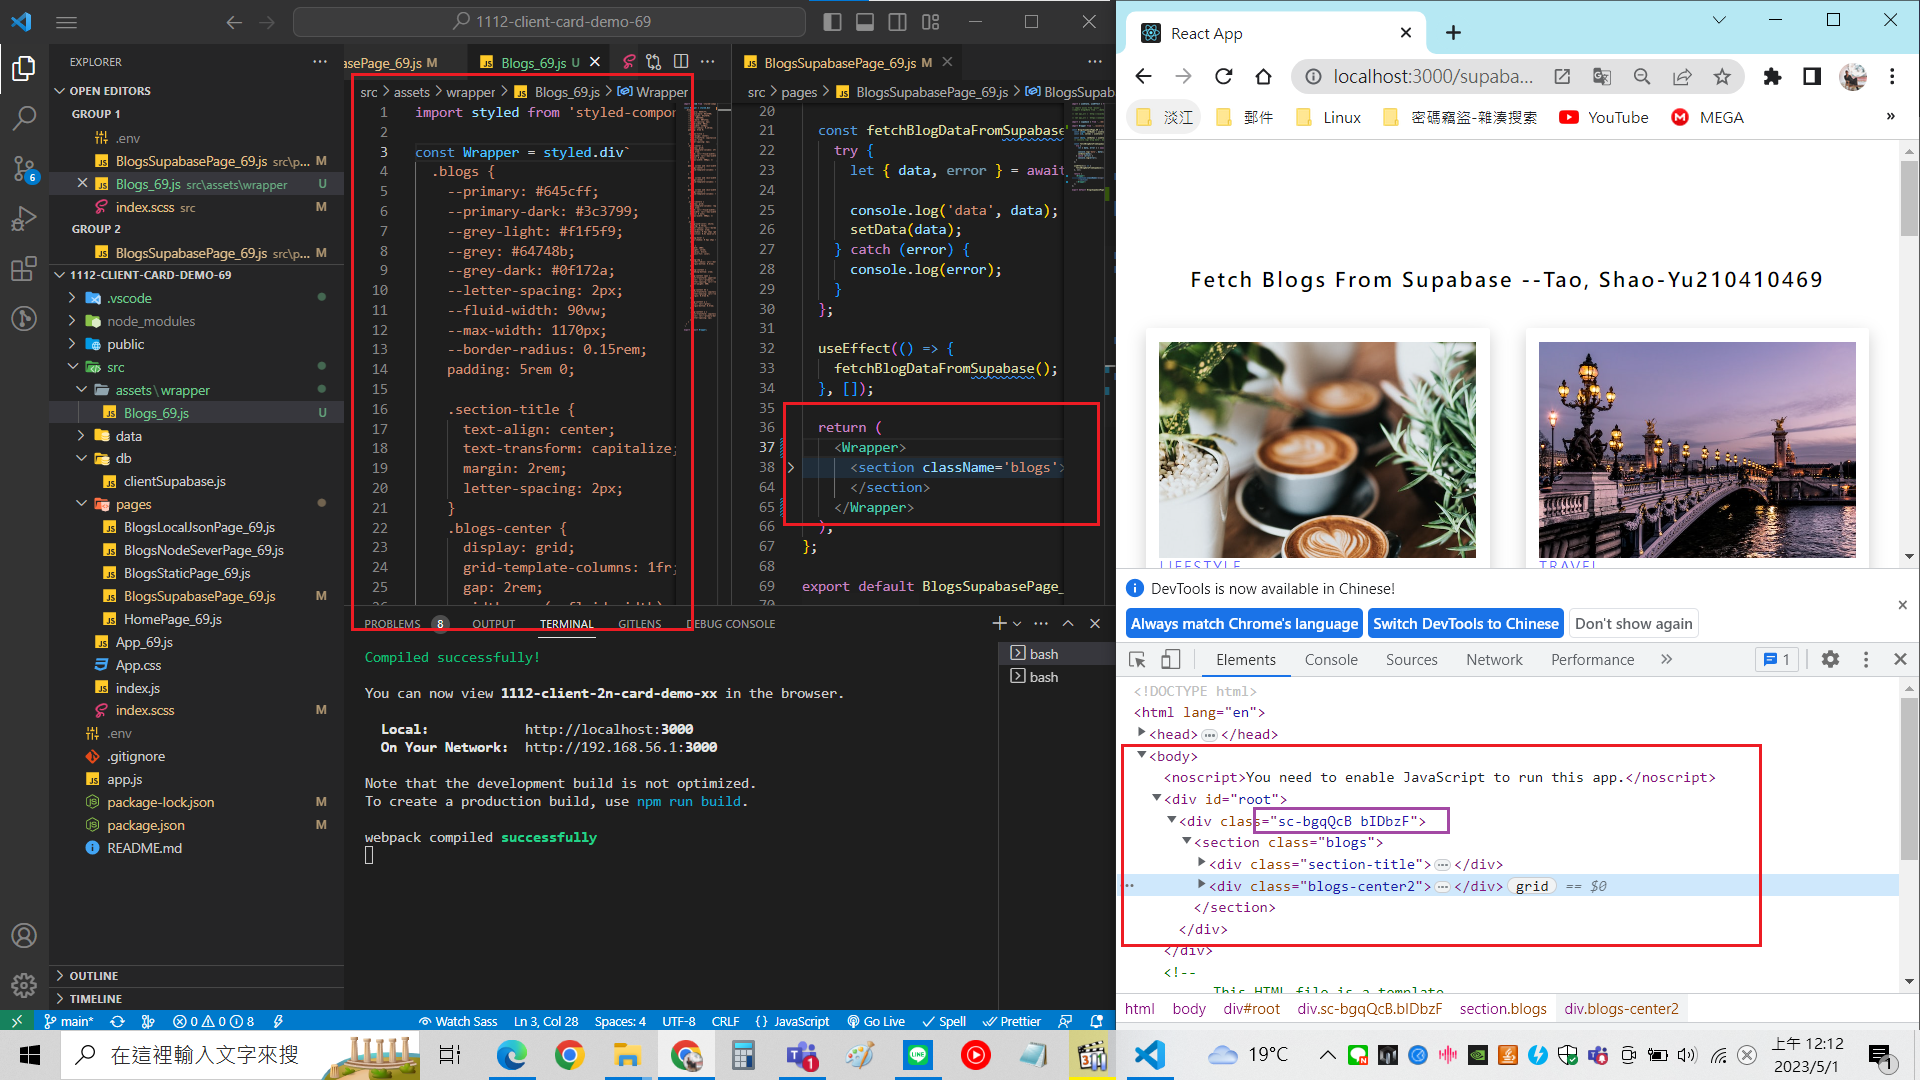 1112-client-card-demo-69
EXPLORER
OPEN EDITORS
GROUP 1
.env
BlogsSupabasePage_69.js src\p... M
Blogs_69.js src\assets\wrapper U
index.scss src M
GROUP 2
BlogsSupabasePage_69.js src\p... M
1112-CLIENT-CARD-DEMO-69
.vscode
node_modules
public
src
assets\wrapper
Blogs_69.js U
data
db
clientSupabase.js
pages
BlogsLocalJsonPage_69.js
BlogsNodeSeverPage_69.js
BlogsStaticPage_69.js
BlogsSupabasePage_69.js M
HomePage_69.js
App_69.js
App.css
index.js
index.scss M
.env
.gitignore
app.js
package-lock.json M
package.json M
README.md
OUTLINE
TIMELINE
6
asePage_69.js M
Blogs_69.js U
src > assets > wrapper > Blogs_69.js > Wrapper
1 import styled from 'styled-compo
2
3 const Wrapper = styled.div`
4 .blogs {
5 --primary: #645cff;
6 --primary-dark: #3c3799;
7 --grey-light: #f1f5f9;
8 --grey: #64748b;
9 --grey-dark: #0f172a;
10 --letter-spacing: 2px;
11 --fluid-width: 90vw;
12 --max-width: 1170px;
13 --border-radius: 0.15rem;
14 padding: 5rem 0;
15
16 .section-title {
17 text-align: center;
18 text-transform: capitalize;
19 margin: 2rem;
20 letter-spacing: 2px;
21 }
22 .blogs-center {
23 display: grid;
24 grid-template-columns: 1fr;
25 gap: 2rem;
BlogsSupabasePage_69.js M
src > pages > BlogsSupabasePage_69.js > BlogsSupab
20
21 const fetchBlogDataFromSupabase
22 try {
23 let { data, error } = await
24
25 console.log('data', data);
26 setData(data);
27 } catch (error) {
28 console.log(error);
29 }
30 };
31
32 useEffect(() => {
33 fetchBlogDataFromSupabase();
34 }, []);
35
36 return (
37 <Wrapper>
38 <section className='blogs'>
64 </section>
65 </Wrapper>
66 );
67 };
68
69 export default BlogsSupabasePage_
70
PROBLEMS 8 OUTPUT TERMINAL GITLENS DEBUG CONSOLE
Compiled successfully!
You can now view 1112-client-2n-card-demo-xx in the browser.
Local: http://localhost:3000
On Your Network: http://192.168.56.1:3000
Note that the development build is not optimized.
To create a production build, use npm run build.
webpack compiled successfully
bash
bash
main* 0 0 8 Watch Sass Ln 3, Col 28 Spaces: 4 UTF-8 CRLF {} JavaScript Go Live Spell Prettier
React App
localhost:3000/supaba...
淡江 郵件 Linux 密碼竊盜-雜湊搜索 YouTube MEGA »
Fetch Blogs From Supabase --Tao, Shao-Yu210410469
LIFESTYLE TRAVEL
DevTools is now available in Chinese!
Always match Chrome's language Switch DevTools to Chinese Don't show again
Elements Console Sources Network Performance » 1
<!DOCTYPE html>
<html lang="en">
<head>…</head>
<body>
<noscript>You need to enable JavaScript to run this app.</noscript>
<div id="root">
<div class="sc-bgqQcB bIDbzF">
<section class="blogs">
<div class="section-title">…</div>
<div class="blogs-center2">…</div> grid == $0
</section>
</div>
</div>
<!--
This HTML file is a template.
html body div#root div.sc-bgqQcB.bIDbzF section.blogs div.blogs-center2
在這裡輸入文字來搜
1
19°C
上午 12:12
2023/5/1
1